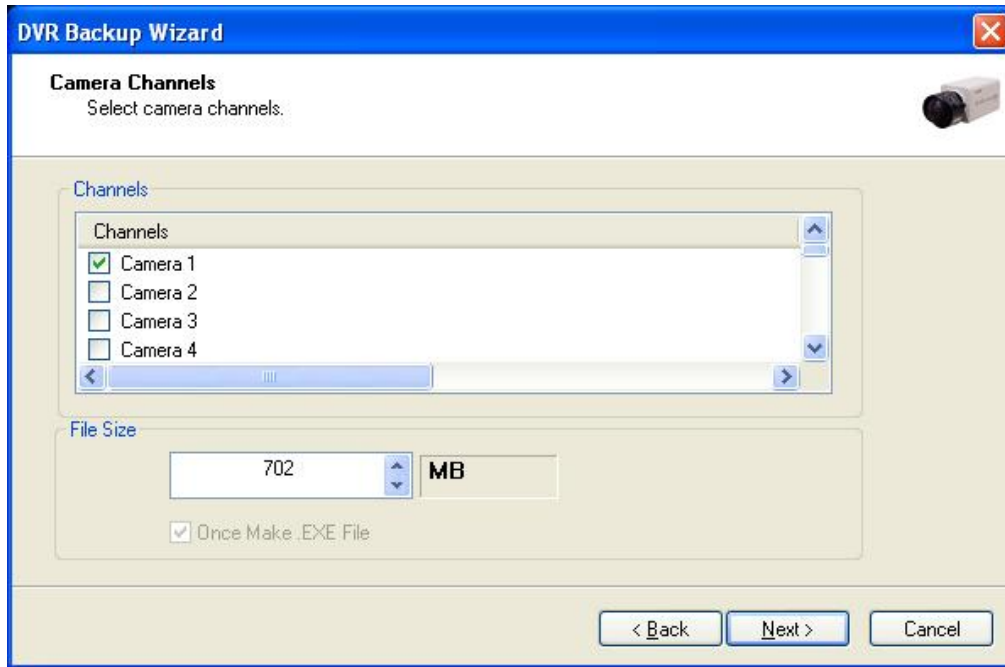 DVR Backup Wizard
Camera Channels
Select camera channels.
Channels
Channels
Camera 1
Camera 2
Camera 3
Camera 4
File Size
702 MB
Once Make .EXE File
< Back Next > Cancel